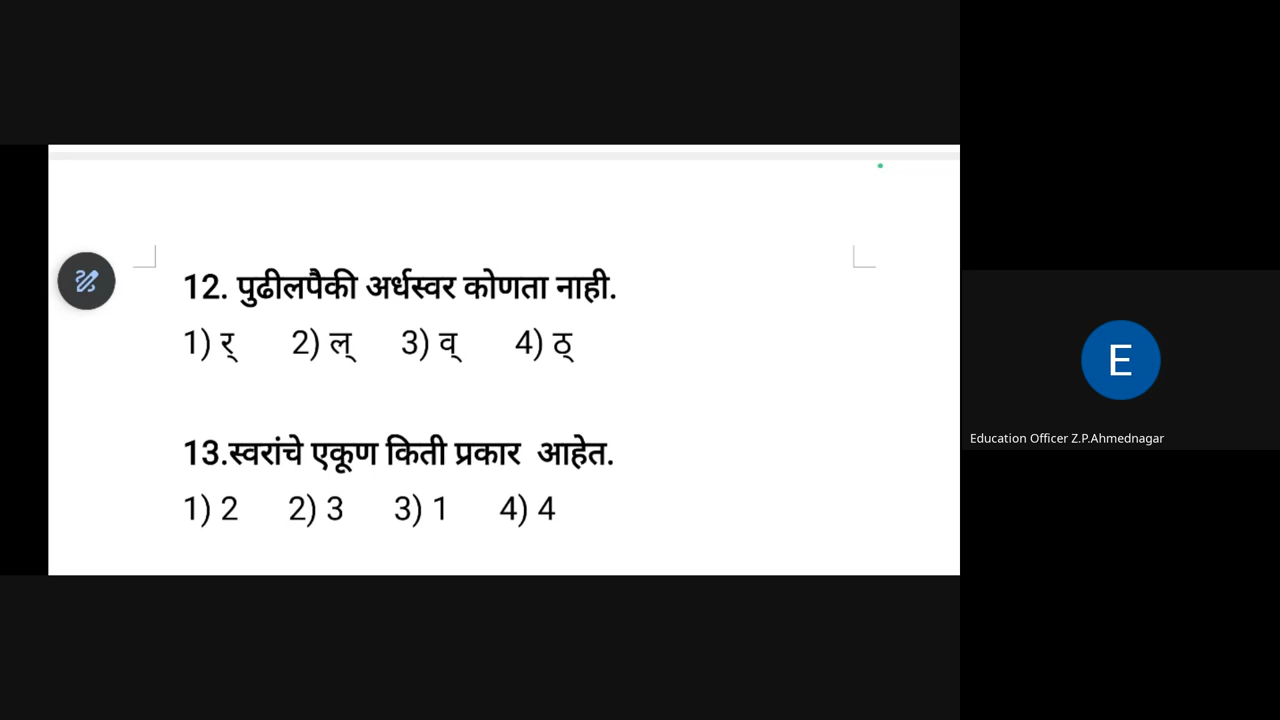 12. पुढीलपैकी अर्धस्वर कोणता नाही.
1) र्   2) ल्   3) व्   4) ठ्
13.स्वरांचे एकूण किती प्रकार  आहेत.
1) 2   2) 3   3) 1   4) 4
E
Education Officer Z.P.Ahmednagar